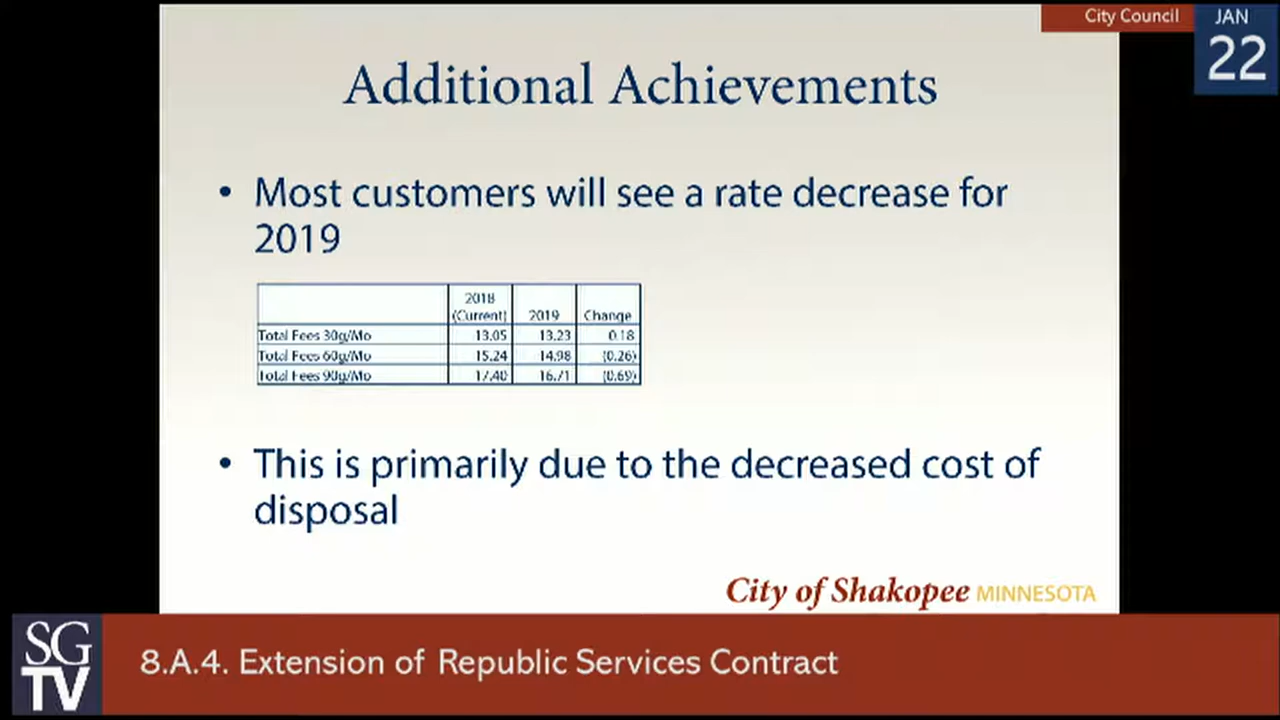 City Council
JAN
22
Additional Achievements
• Most customers will see a rate decrease for
2019
2018
(Current) 2019 Change
Total Fees 30g/Mo 13.05 13.23 0.18
Total Fees 60g/Mo 15.24 14.98 (0.26)
Total Fees 90g/Mo 17.40 16.71 (0.69)
• This is primarily due to the decreased cost of
disposal
City of Shakopee MINNESOTA
SG
TV
8.A.4. Extension of Republic Services Contract